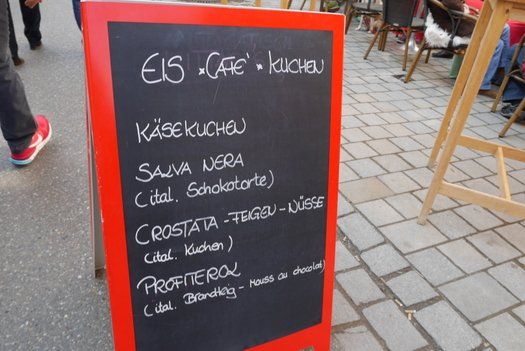 EIS *CAFE'* KUCHEN
KÄSEKUCHEN
SALVA NERA
(ital. Schokotorte)
CROSTATA-FEIGEN-NÜSSE
(ital. Kuchen)
PROFITEROL
(ital. Brandteig - Mouss au chocolat)